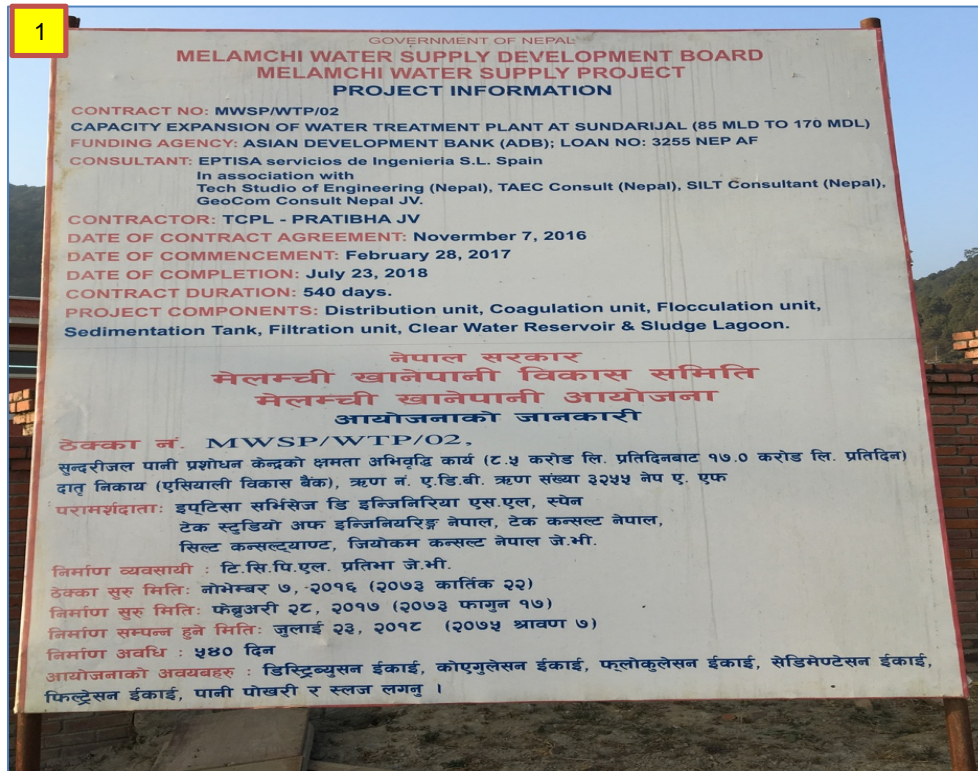 1
GOVERNMENT OF NEPAL
MELAMCHI WATER SUPPLY DEVELOPMENT BOARD
MELAMCHI WATER SUPPLY PROJECT
PROJECT INFORMATION
CONTRACT NO: MWSP/WTP/02
CAPACITY EXPANSION OF WATER TREATMENT PLANT AT SUNDARIJAL (85 MLD TO 170 MDL)
FUNDING AGENCY: ASIAN DEVELOPMENT BANK (ADB); LOAN NO: 3255 NEP AF
CONSULTANT: EPTISA servicios de Ingenieria S.L. Spain
In association with
Tech Studio of Engineering (Nepal), TAEC Consult (Nepal), SILT Consultant (Nepal),
GeoCom Consult Nepal JV.
CONTRACTOR: TCPL - PRATIBHA JV
DATE OF CONTRACT AGREEMENT: Novermber 7, 2016
DATE OF COMMENCEMENT: February 28, 2017
DATE OF COMPLETION: July 23, 2018
CONTRACT DURATION: 540 days.
PROJECT COMPONENTS: Distribution unit, Coagulation unit, Flocculation unit,
Sedimentation Tank, Filtration unit, Clear Water Reservoir & Sludge Lagoon.
नेपाल सरकार
मेलम्ची खानेपानी विकास समिति
मेलम्ची खानेपानी आयोजना
आयोजनाको जानकारी
ठेक्का नं. MWSP/WTP/02,
सुन्दरीजल पानी प्रशोधन केन्द्रको क्षमता अभिवृद्धि कार्य (८.५ करोड लि. प्रतिदिनबाट १७.० करोड लि. प्रतिदिन)
दातृ निकाय (एसियाली विकास बैंक), ऋण नं. ए.डि.बी. ऋण संख्या ३२५५ नेप ए. एफ
परामर्शदाताः इप्टिसा सर्भिसेज डि इन्जिनिरिया एस.एल, स्पेन
टेक स्टुडियो अफ इन्जिनियरिङ्ग नेपाल, टेक कन्सल्ट नेपाल,
सिल्ट कन्सल्ट्याण्ट, जियोकम कन्सल्ट नेपाल जे.भी.
निर्माण व्यवसायी : टि.सि.पि.एल. प्रतिभा जे.भी.
ठेक्का सुरु मितिः नोभेम्बर ७, २०१६ (२०७३ कार्तिक २२)
निर्माण सुरु मितिः फेब्रुअरी २८, २०१७ (२०७३ फागुन १७)
निर्माण सम्पन्न हुने मितिः जुलाई २३, २०१८ (२०७५ श्रावण ७)
निर्माण अवधि : ५४० दिन
आयोजनाको अवयबहरु : डिस्ट्रिब्युसन ईकाई, कोएगुलेसन ईकाई, फ्लोकुलेसन ईकाई, सेडिमेण्टेसन ईकाई,
फिल्ट्रेसन ईकाई, पानी पोखरी र स्लज लगनु ।